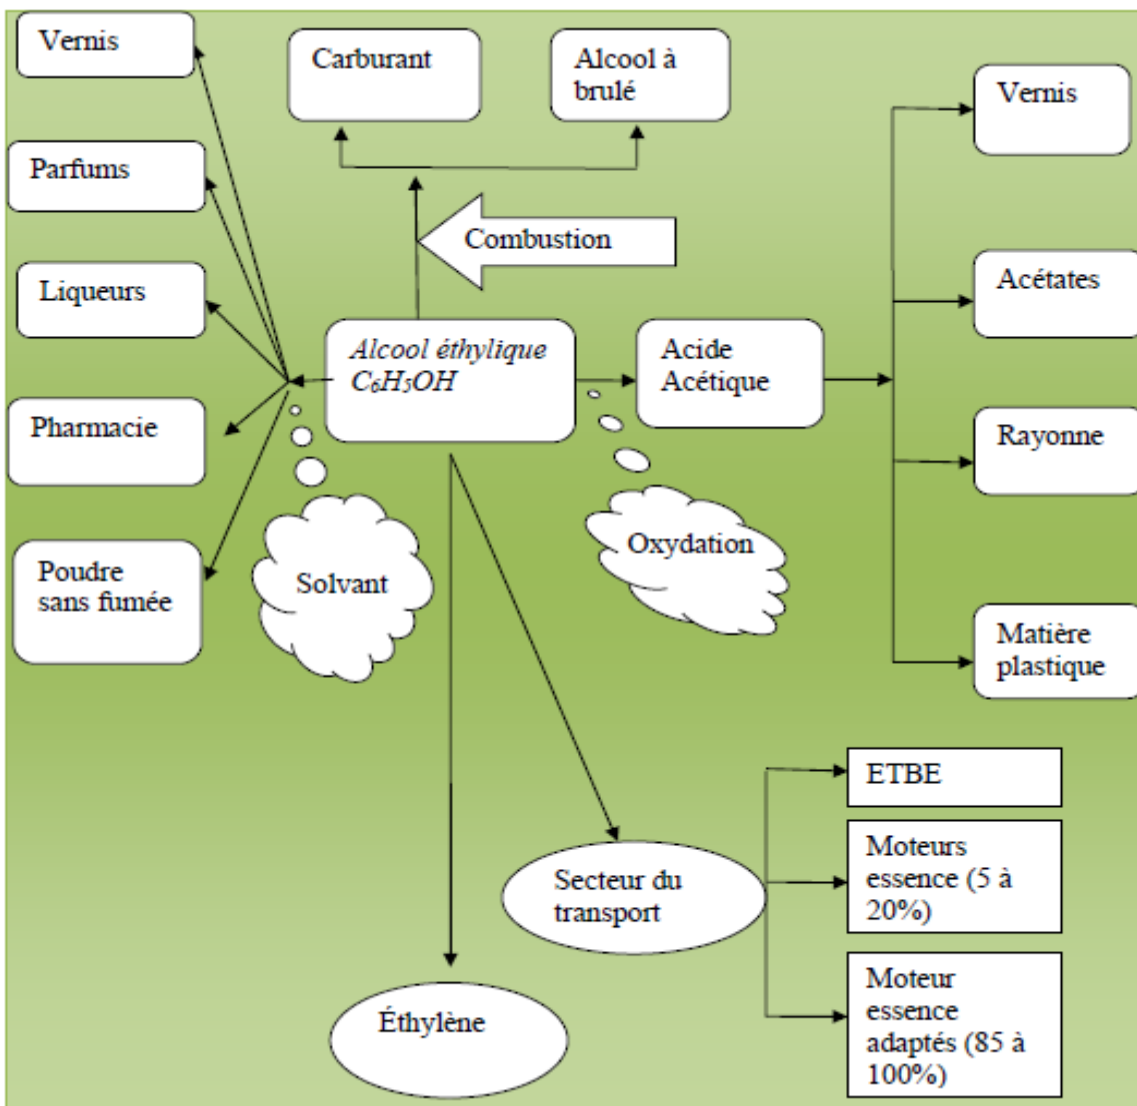 Vernis
Carburant
Alcool à
brulé
Vernis
Parfums
Combustion
Liqueurs
Acétates
Alcool éthylique
C₆H₅OH
Acide
Acétique
Pharmacie
Rayonne
Poudre
sans fumée
Solvant
Oxydation
Matière
plastique
ETBE
Secteur du
transport
Moteurs
essence (5 à
20%)
Éthylène
Moteur
essence
adaptés (85 à
100%)